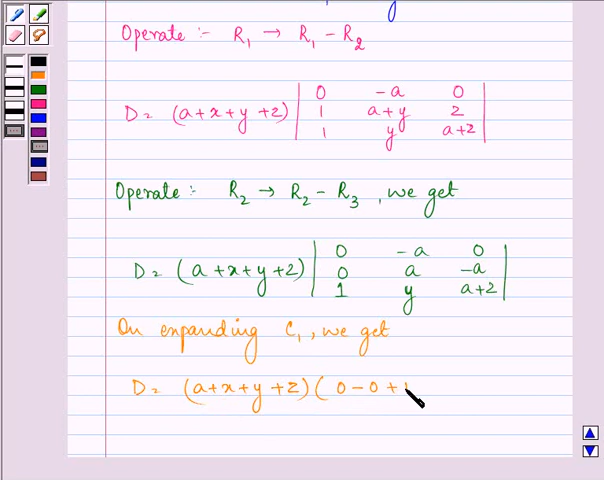 Operate :- R₁ → R₁ - R₂
D = (a+x+y+z) | 0 -a 0 |
| 1 a+y z |
| 1 y a+z |
Operate :- R₂ → R₂ - R₃, we get
D = (a+x+y+z) | 0 -a 0 |
| 0 a -a |
| 1 y a+z |
On expanding C₁, we get
D = (a+x+y+z) ( 0 - 0 +